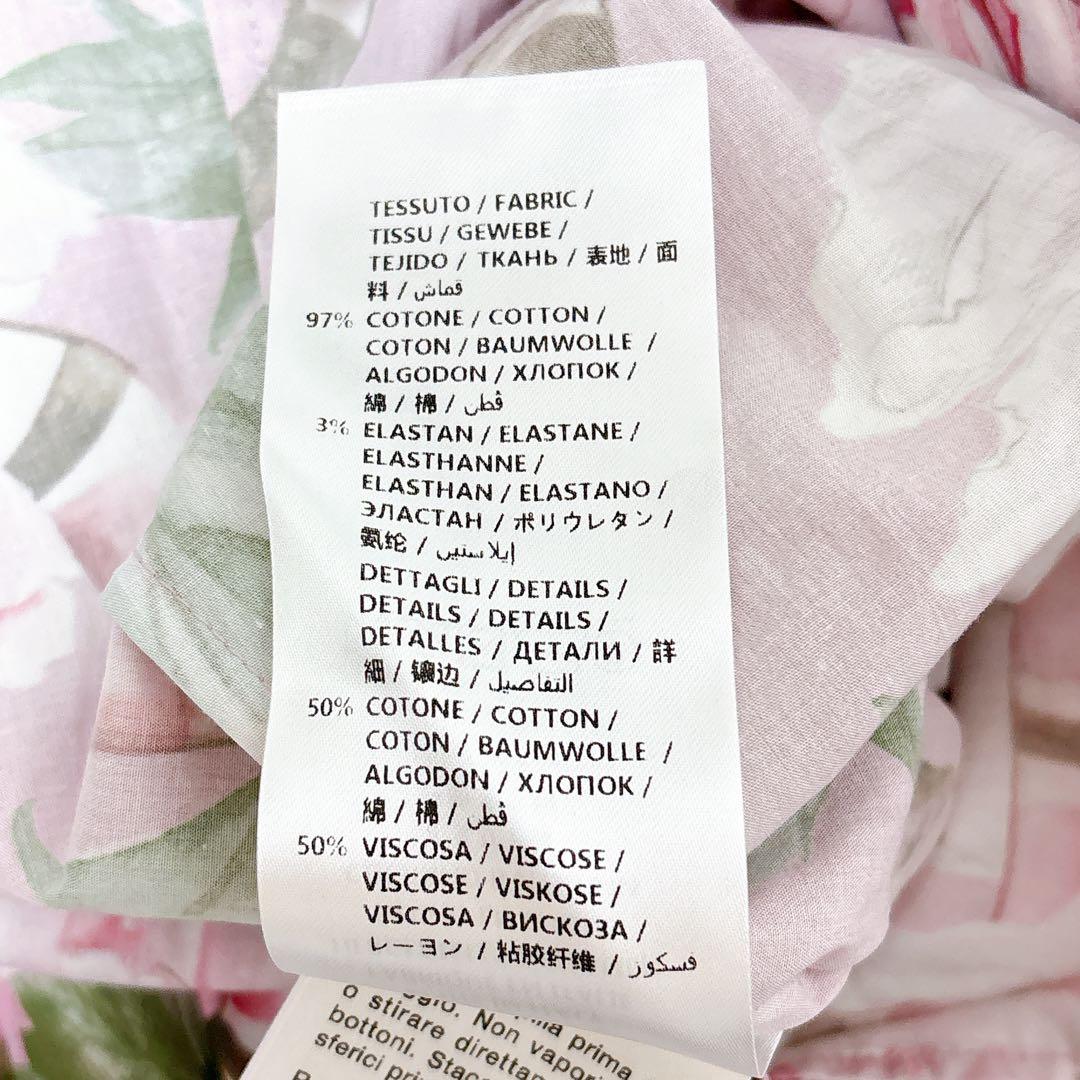 TESSUTO / FABRIC /
TISSU / GEWEBE /
TEJIDO / ТКАНЬ / 表地 / 面
料 / قماش
97% COTONE / COTTON /
COTON / BAUMWOLLE /
ALGODON / ХЛОПОК /
綿 / 棉 / قطن
3% ELASTAN / ELASTANE /
ELASTHANNE /
ELASTHAN / ELASTANO /
ЭЛАСТАН / ポリウレタン /
氨纶 / إيلاستين
DETTAGLI / DETAILS /
DETAILS / DETAILS /
DETALLES / ДЕТАЛИ / 詳
細 / 镶边 / التفاصيل
50% COTONE / COTTON /
COTON / BAUMWOLLE /
ALGODON / ХЛОПОК /
綿 / 棉 / قطن
50% VISCOSA / VISCOSE /
VISCOSE / VISKOSE /
VISCOSA / ВИСКОЗА /
レーヨン / 粘胶纤维 / فسكوز
prima
o stirare
bottoni.
sferici
Non